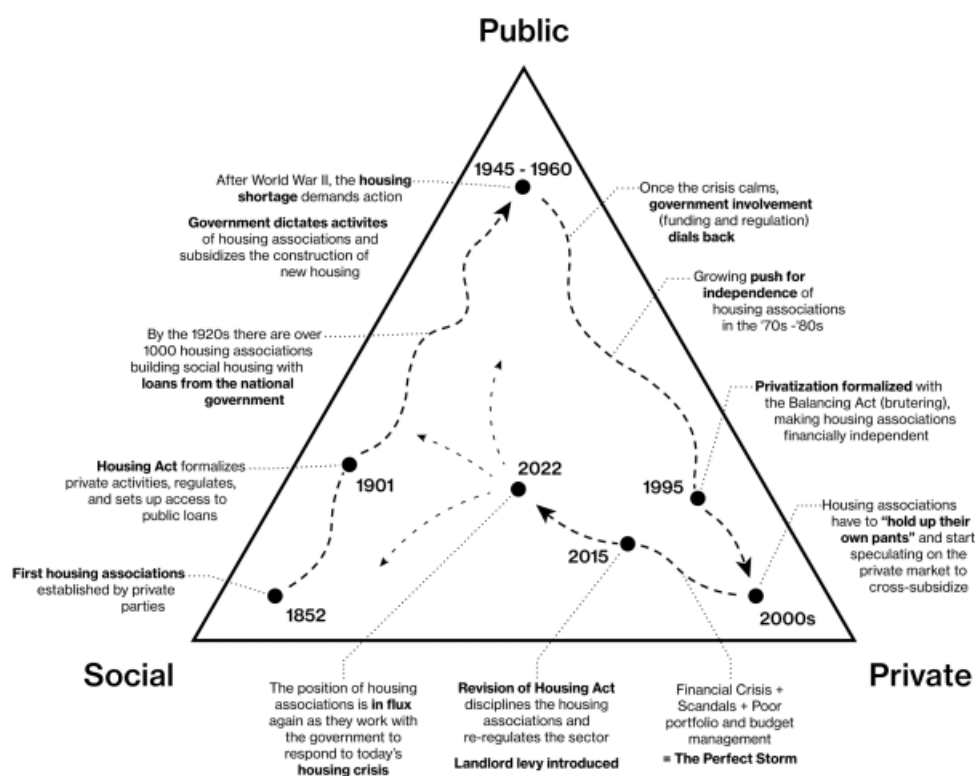 Public
1945 - 1960
After World War II, the housing
shortage demands action
Government dictates activites
of housing associations and
subsidizes the construction of
new housing
Once the crisis calms,
government involvement
(funding and regulation)
dials back
Growing push for
independence of
housing associations
in the '70s -'80s
By the 1920s there are over
1000 housing associations
building social housing with
loans from the national
government
Privatization formalized with
the Balancing Act (brutering),
making housing associations
financially independent
Housing Act formalizes
private activities, regulates,
and sets up access to
public loans
1901
2022
1995
Housing associations
have to "hold up their
own pants" and start
speculating on the
private market to
cross-subsidize
2015
First housing associations
established by private
parties
1852
2000s
Social
Private
The position of housing
associations is in flux
again as they work with
the government to
respond to today's
housing crisis
Revision of Housing Act
disciplines the housing
associations and
re-regulates the sector
Landlord levy introduced
Financial Crisis +
Scandals + Poor
portfolio and budget
management
= The Perfect Storm